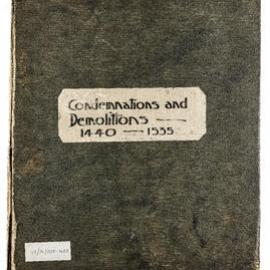 Condemnations and
Demolitions —
1440 — 1555